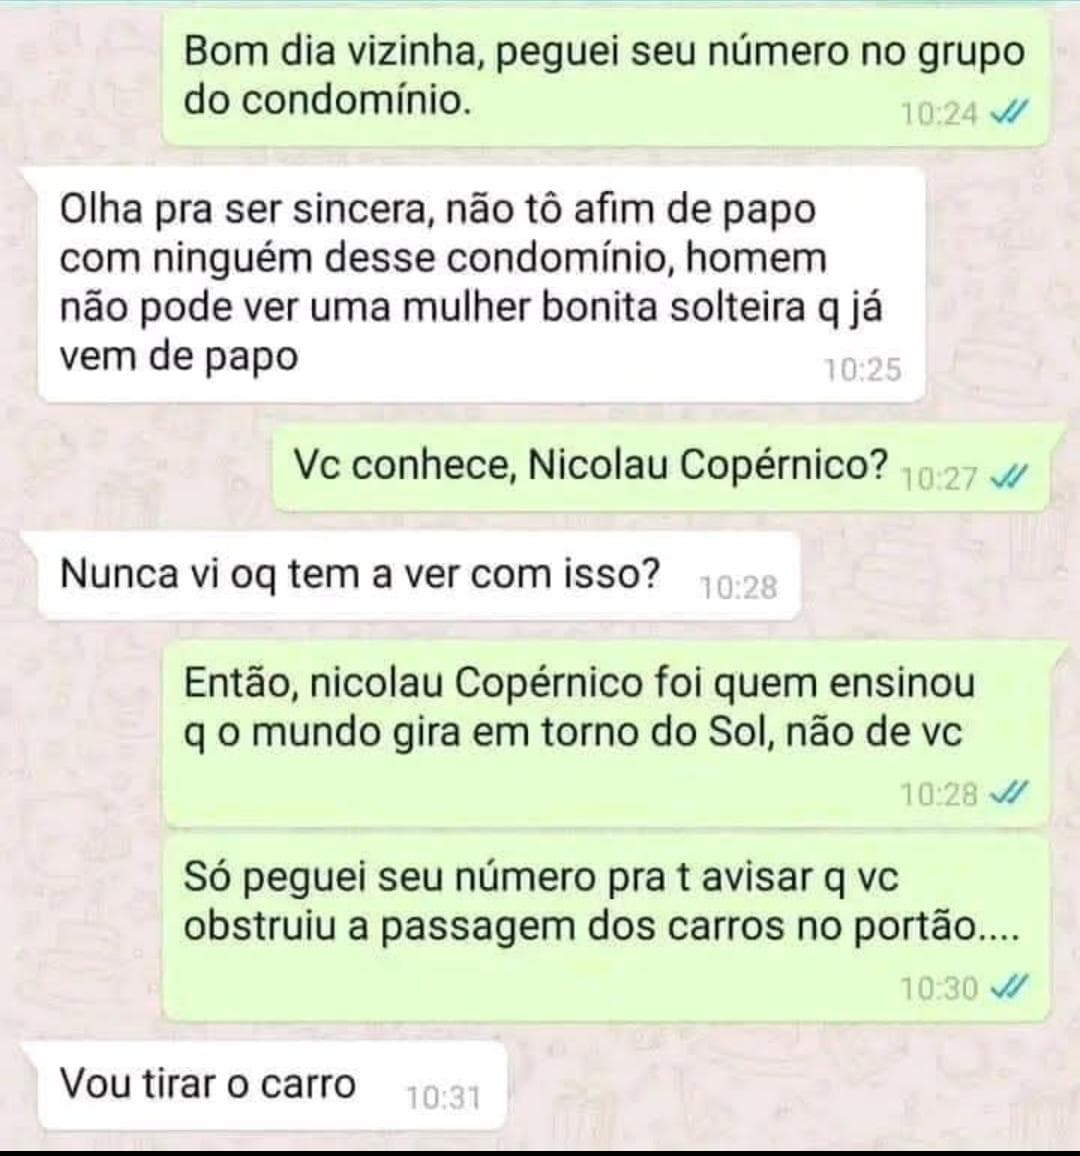 Bom dia vizinha, peguei seu número no grupo
do condomínio.
10:24
Olha pra ser sincera, não tô afim de papo
com ninguém desse condomínio, homem
não pode ver uma mulher bonita solteira q já
vem de papo
10:25
Vc conhece, Nicolau Copérnico? 10:27
Nunca vi oq tem a ver com isso? 10:28
Então, nicolau Copérnico foi quem ensinou
q o mundo gira em torno do Sol, não de vc
10:28
Só peguei seu número pra t avisar q vc
obstruiu a passagem dos carros no portão....
10:30
Vou tirar o carro 10:31